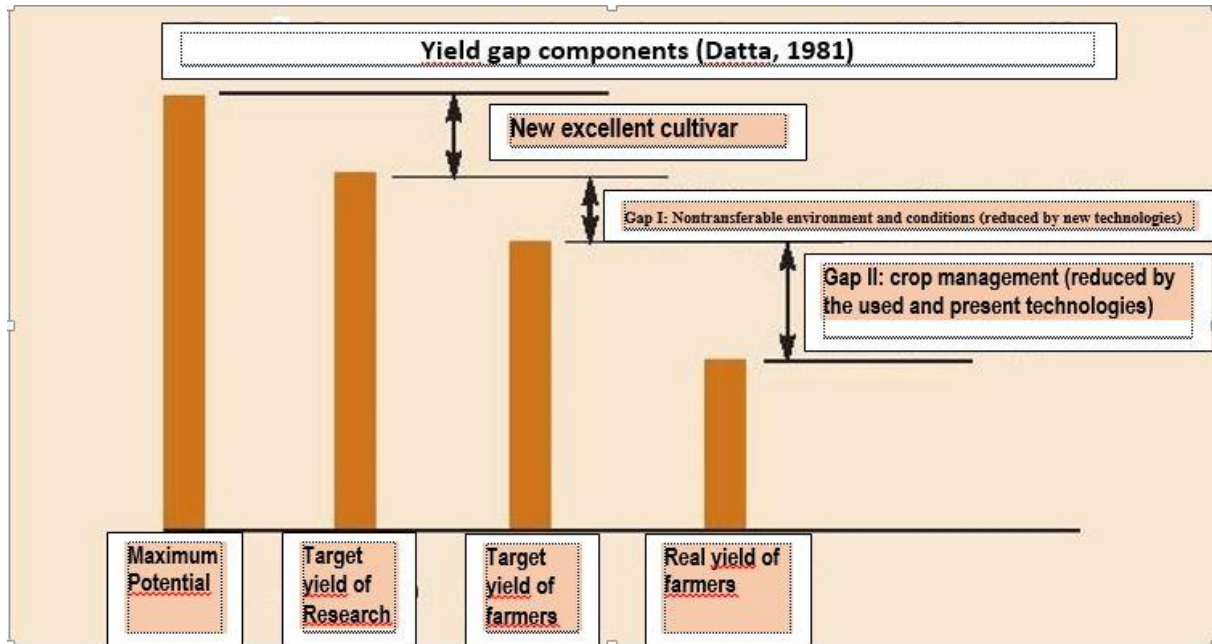 Yield gap components (Datta, 1981)
New excellent cultivar
Gap I: Nontransferable environment and conditions (reduced by new technologies)
Gap II: crop management (reduced by
the used and present technologies)
Maximum
Potential
Target
yield of
Research
Target
yield of
farmers
Real yield of
farmers